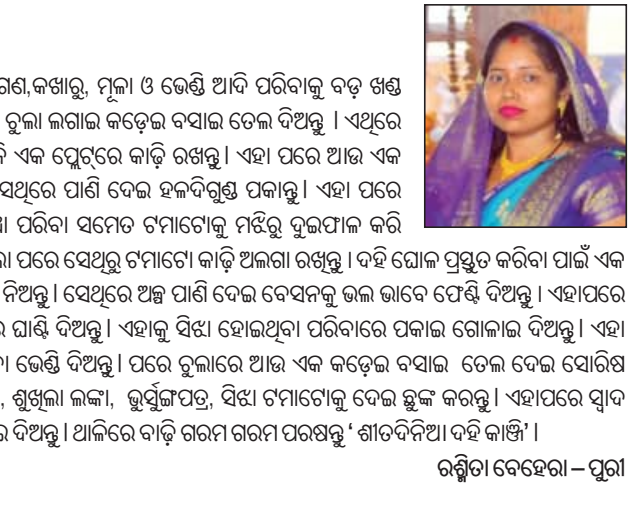 ଗଣ,କଖାରୁ, ମୂଳା ଓ ଭେଣ୍ଡି ଆଦି ପରିବାକୁ ବଡ଼ ଖଣ୍ଡ
ଚୁଲା ଲଗାଇ କଡ଼େଇ ବସାଇ ତେଲ ଦିଅନ୍ତୁ । ଏଥିରେ
ଏକ ପ୍ଲେଟ୍‌ରେ କାଢ଼ି ରଖନ୍ତୁ। ଏହା ପରେ ଆଉ ଏକ
ସେଥିରେ ପାଣି ଦେଇ ହଳଦିଗୁଣ୍ଡ ପକାନ୍ତୁ। ଏହା ପରେ
ପରିବା ସମେତ ଟମାଟୋକୁ ମଝିରୁ ଦୁଇଫାଳ କରି
ପରେ ସେଥିରୁ ଟମାଟୋ କାଢ଼ି ଅଲଗା ରଖନ୍ତୁ । ଦହି ଘୋଳ ପ୍ରସ୍ତୁତ କରିବା ପାଇଁ ଏକ
ନିଅନ୍ତୁ। ସେଥିରେ ଅଳ୍ପ ପାଣି ଦେଇ ବେସନକୁ ଭଲ ଭାବେ ଫେଣ୍ଟି ଦିଅନ୍ତୁ । ଏହାପରେ
ଘାଣ୍ଟି ଦିଅନ୍ତୁ। ଏହାକୁ ସିଝା ହୋଇଥିବା ପରିବାରେ ପକାଇ ଗୋଳାଇ ଦିଅନ୍ତୁ। ଏହା
ଭେଣ୍ଡି ଦିଅନ୍ତୁ। ପରେ ଚୁଲାରେ ଆଉ ଏକ କଡ଼େଇ ବସାଇ ତେଲ ଦେଇ ସୋରିଷ
, ଶୁଖିଲା ଲଙ୍କା, ଭୁର୍ସୁଙ୍ଗପତ୍ର, ସିଝା ଟମାଟୋକୁ ଦେଇ ଛୁଙ୍କ କରନ୍ତୁ। ଏହାପରେ ସ୍ୱାଦ
ଦିଅନ୍ତୁ। ଥାଳିରେ ବାଢ଼ି ଗରମ ଗରମ ପରଷନ୍ତୁ ‘ ଶୀତଦିନିଆ ଦହି କାଞ୍ଜି’ ।
ରଶ୍ମିତା ବେହେରା – ପୁରୀ